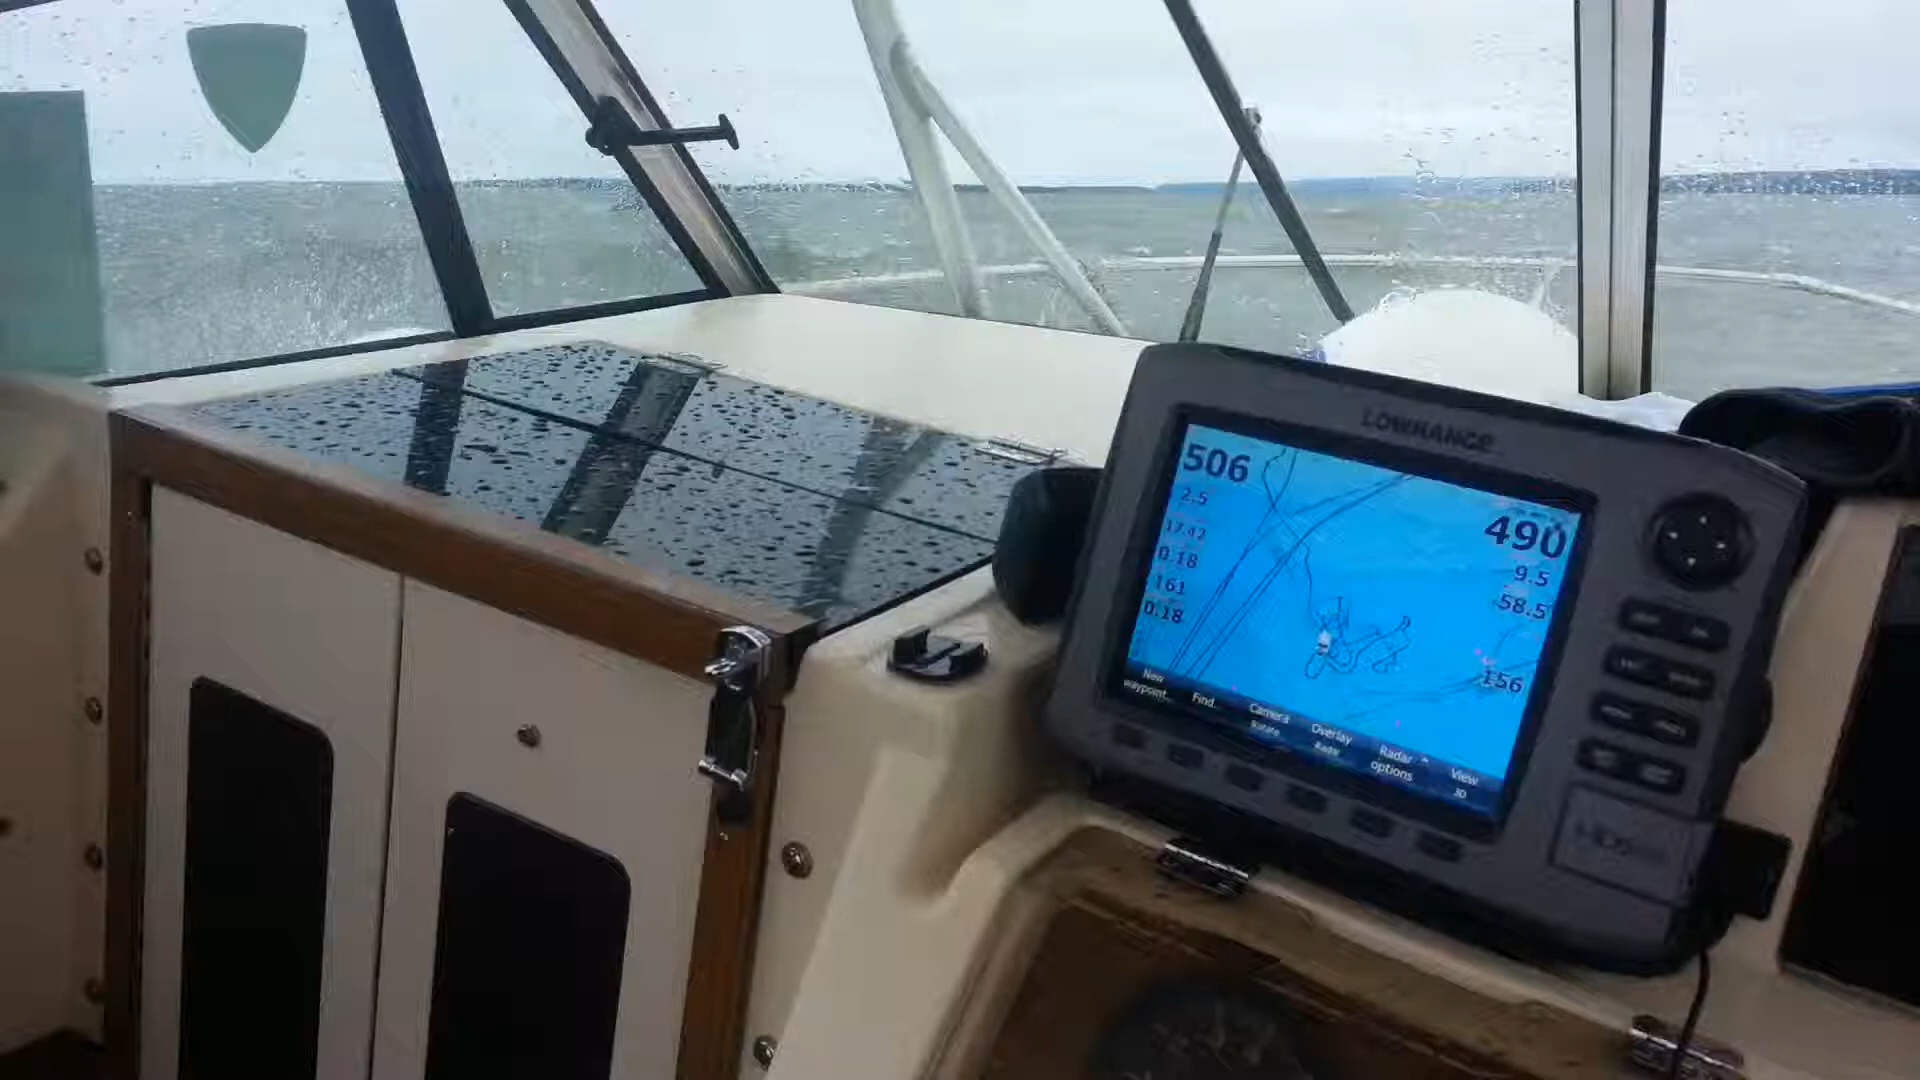 LOWRANCE
506
2.5
17.42
0.18
161
0.18
490
9.5
58.5
156
New
waypoint..
Find..
Camera
Rotate
Overlay
Radar
Radar
options
View
3D
HDS